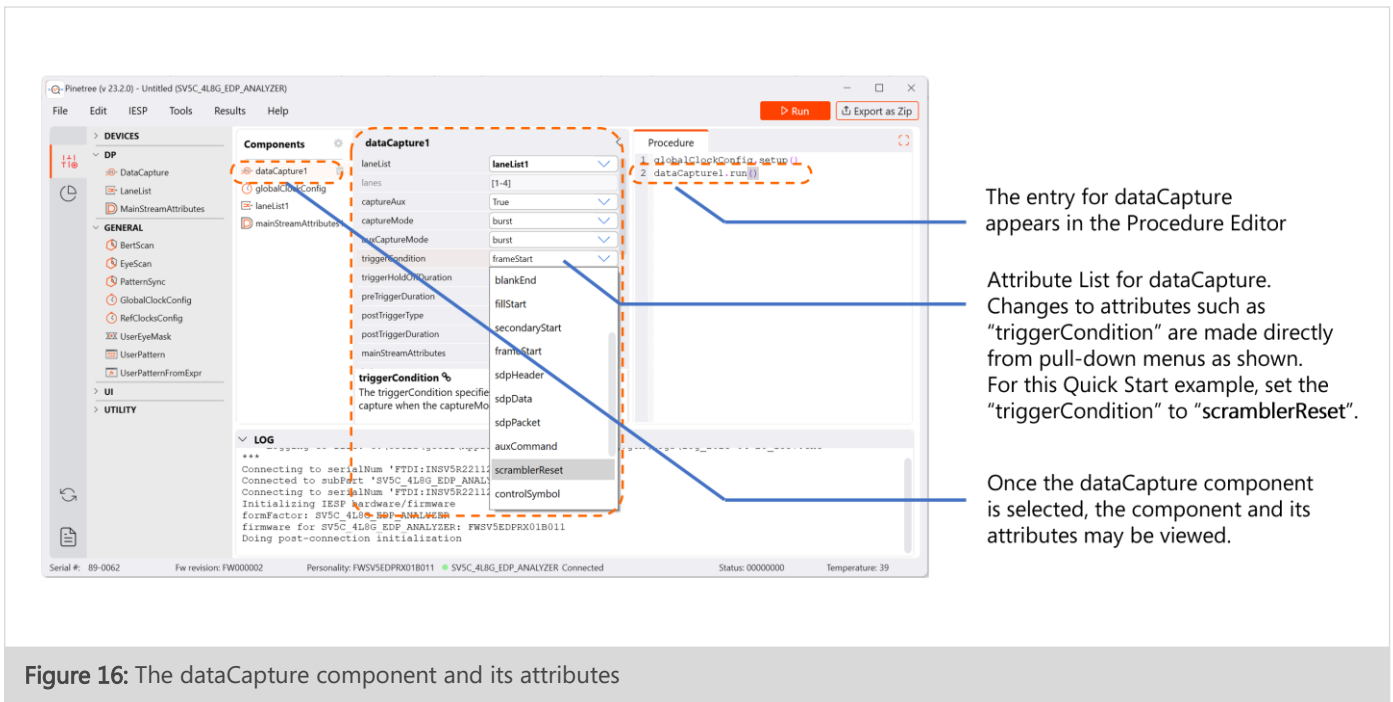 Pinetree (v 23.2.0) - Untitled (SV5C_4L8G_EDP_ANALYZER)
File Edit IESP Tools Results Help
Run
Export as Zip
DEVICES
DP
DataCapture
LaneList
MainStreamAttributes
GENERAL
BertScan
EyeScan
PatternSync
GlobalClockConfig
RefClocksConfig
UserEyeMask
UserPattern
UserPatternFromExpr
UI
UTILITY
Components
dataCapture1
globalClockConfig
laneList1
mainStreamAttributes
dataCapture1
laneList laneList1
lanes [1-4]
captureAux True
captureMode burst
auxCaptureMode burst
triggerCondition frameStart
triggerHoldOffDuration
preTriggerDuration
postTriggerType
postTriggerDuration
mainStreamAttributes
blankEnd
fillStart
secondaryStart
frameStart
sdpHeader
sdpData
sdpPacket
auxCommand
scramblerReset
controlSymbol
triggerCondition
The triggerCondition specifie
capture when the captureMo
Procedure
1 globalClockConfig.setup()
2 dataCapture1.run()
LOG
***
Connecting to serialNum 'FTDI:INSV5R22112
Connected to subPart 'SV5C_4L8G_EDP_ANALY
Connecting to serialNum 'FTDI:INSV5R22112
Initializing IESP hardware/firmware
formFactor: SV5C_4L8G_EDP_ANALYZER
firmware for SV5C_4L8G_EDP_ANALYZER: FWSV5EDPRX01B011
Doing post-connection initialization
Serial #: 89-0062 Fw revision: FW000002 Personality: FWSV5EDPRX01B011 SV5C_4L8G_EDP_ANALYZER Connected Status: 00000000 Temperature: 39
The entry for dataCapture
appears in the Procedure Editor
Attribute List for dataCapture.
Changes to attributes such as
“triggerCondition” are made directly
from pull-down menus as shown.
For this Quick Start example, set the
“triggerCondition” to “scramblerReset”.
Once the dataCapture component
is selected, the component and its
attributes may be viewed.
Figure 16: The dataCapture component and its attributes